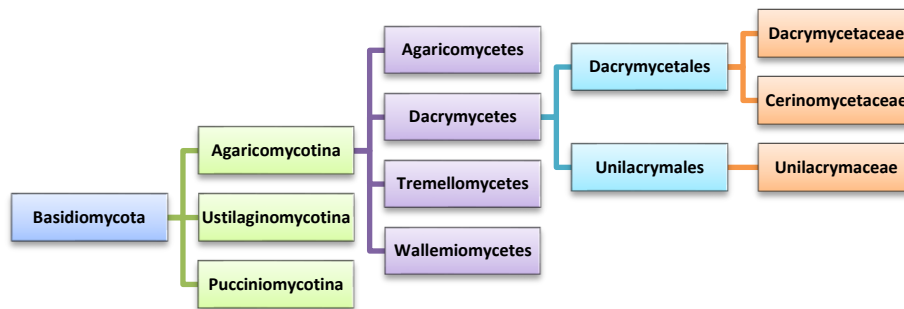 Basidiomycota
Agaricomycotina
Ustilaginomycotina
Pucciniomycotina
Agaricomycetes
Dacrymycetes
Tremellomycetes
Wallemiomycetes
Dacrymycetales
Unilacrymales
Dacrymycetaceae
Cerinomycetaceae
Unilacrymaceae